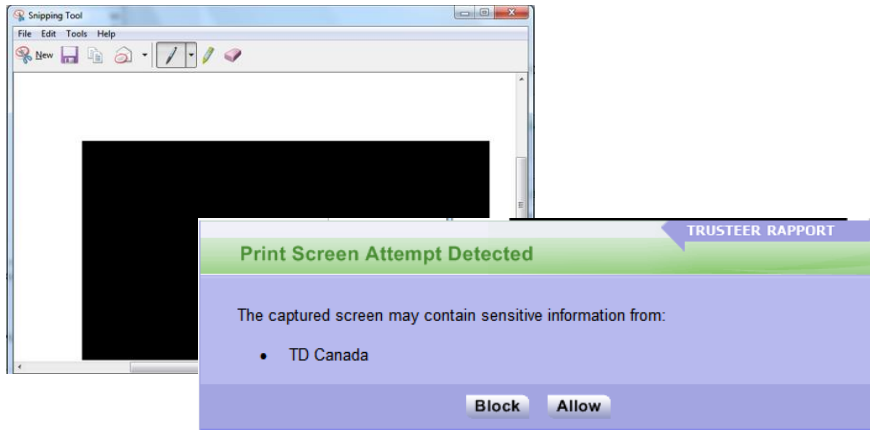 Snipping Tool
File Edit Tools Help
New
TRUSTEER RAPPORT
Print Screen Attempt Detected
The captured screen may contain sensitive information from:
• TD Canada
Block Allow